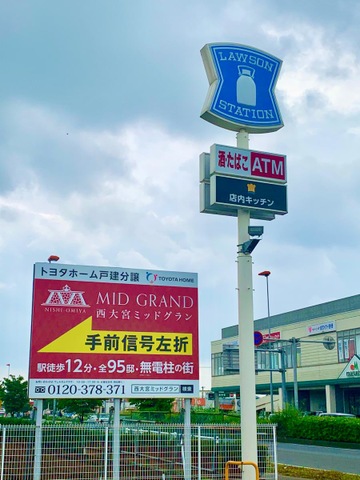 LAWSON
STATION
酒たばこ ATM
店内キッチン
トヨタホーム戸建分譲 TOYOTA HOME
NISHI-OMIYA
MID GRAND
西大宮ミッドグラン
手前信号左折
駅徒歩12分・全95邸・無電柱の街
0120-378-371
西大宮ミッドグラン 検索